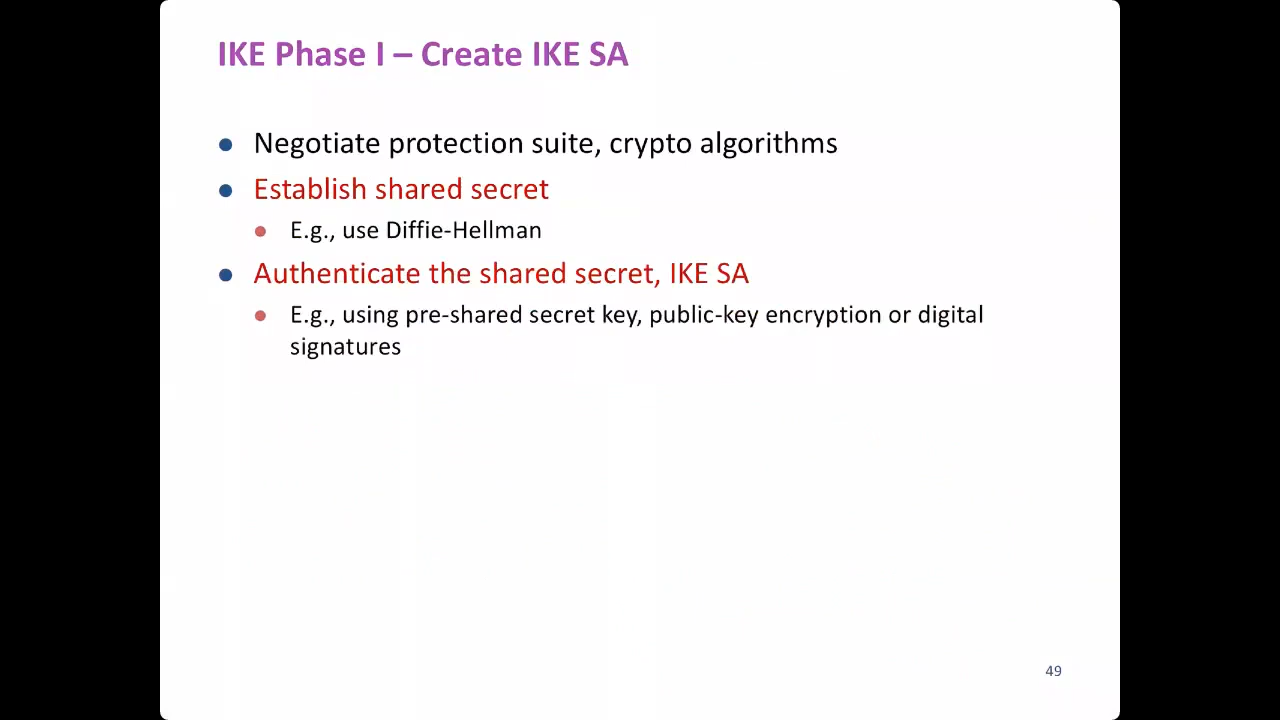 IKE Phase I – Create IKE SA
● Negotiate protection suite, crypto algorithms
● Establish shared secret
● E.g., use Diffie-Hellman
● Authenticate the shared secret, IKE SA
● E.g., using pre-shared secret key, public-key encryption or digital
signatures
49